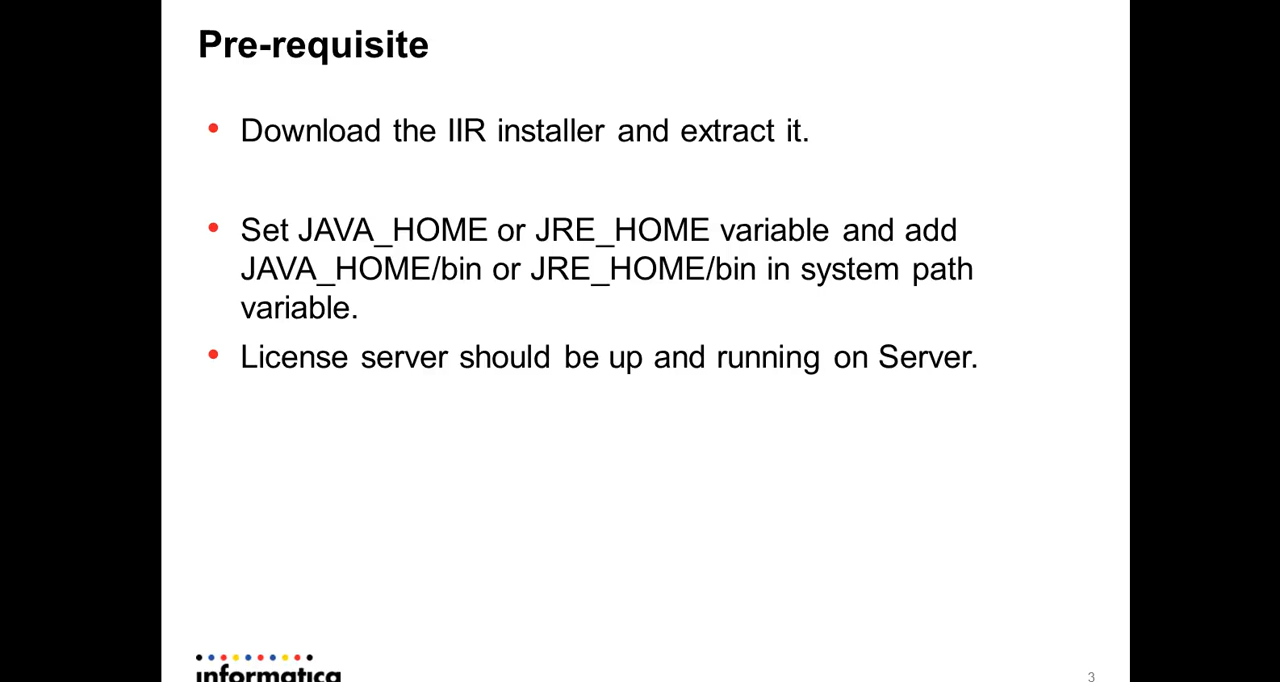 Pre-requisite
Download the IIR installer and extract it.
Set JAVA_HOME or JRE_HOME variable and add
JAVA_HOME/bin or JRE_HOME/bin in system path
variable.
License server should be up and running on Server.
informatica
3